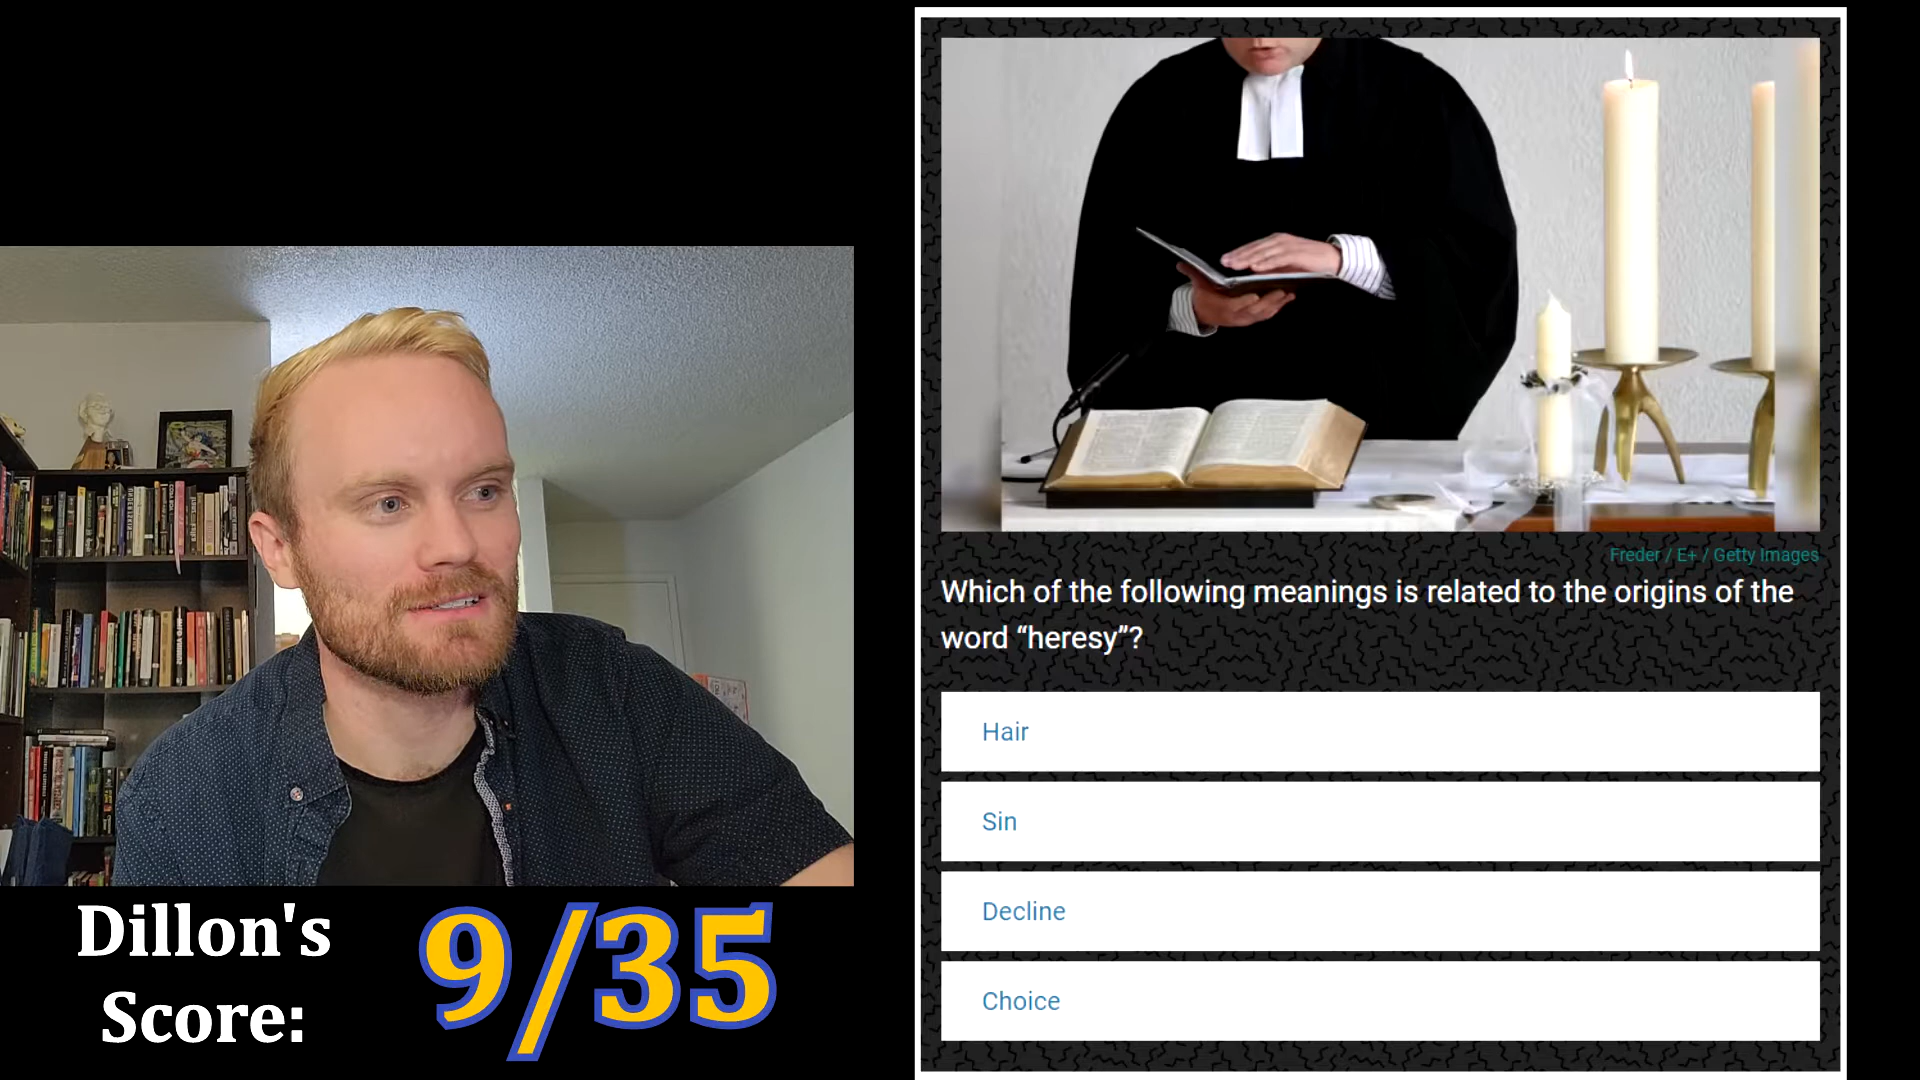 Freder / E+ / Getty Images
Which of the following meanings is related to the origins of the
word “heresy”?
Hair
Sin
Decline
Choice
Dillon's
Score:
9/35